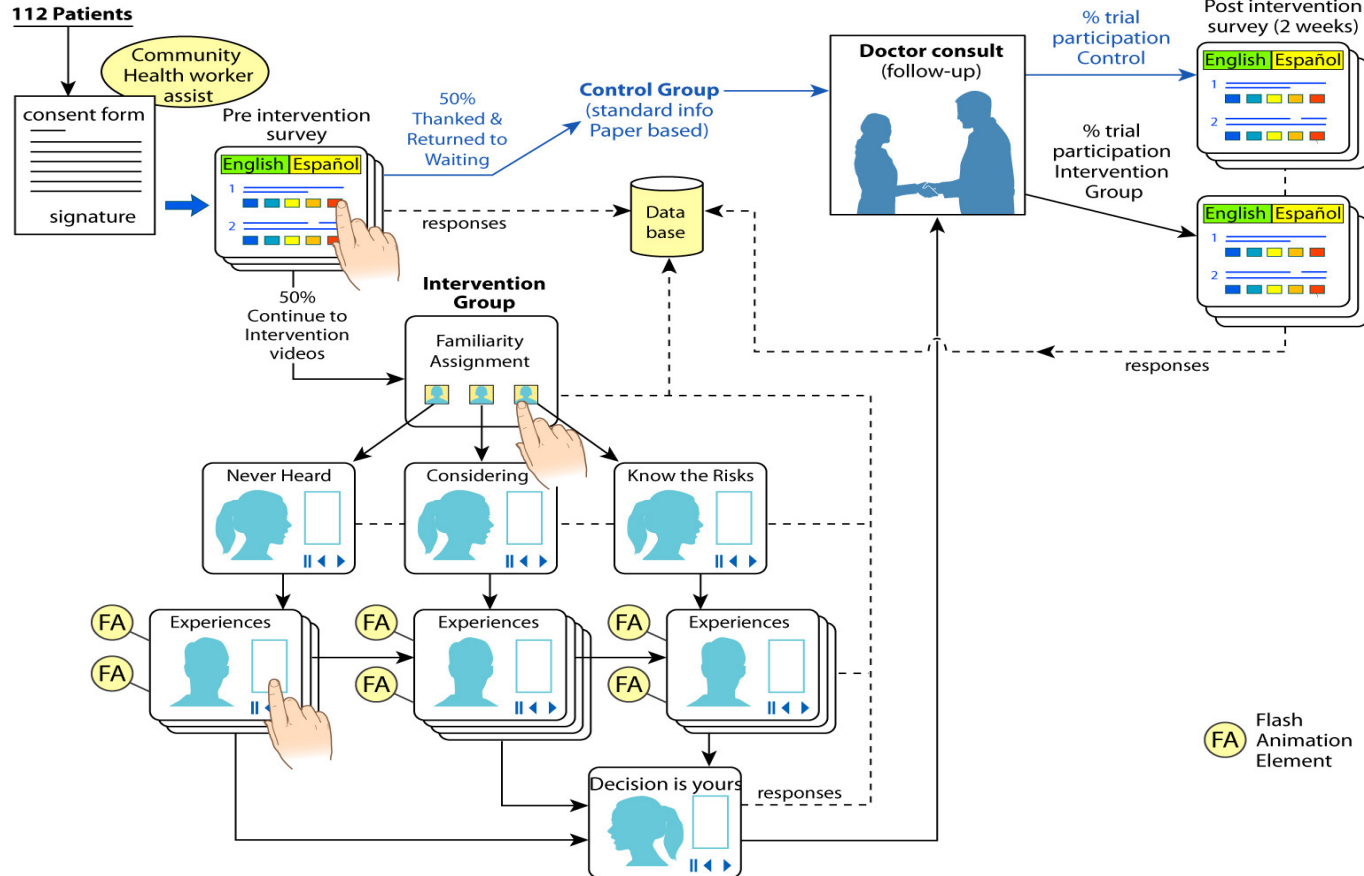 112 Patients
Community
Health worker
assist
consent form
signature
Pre intervention
survey
English Español
1
2
50%
Thanked &
Returned to
Waiting
Control Group
(standard info
Paper based)
Doctor consult
(follow-up)
% trial
participation
Control
Post intervention
survey (2 weeks)
English Español
1
2
% trial
participation
Intervention
Group
English Español
1
2
responses
Data
base
responses
50%
Continue to
Intervention
videos
Intervention
Group
Familiarity
Assignment
Never Heard
Considering
Know the Risks
FA
FA
Experiences
FA
FA
Experiences
FA
FA
Experiences
Decision is yours
responses
FA
Flash
Animation
Element